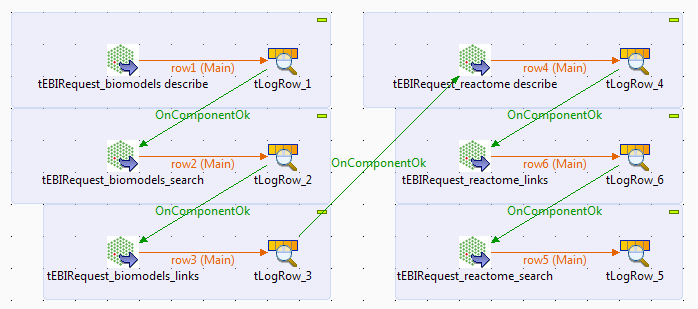 row1 (Main)
tEBIRequest_biomodels describe
tLogRow_1
OnComponentOk
row2 (Main)
tEBIRequest_biomodels_search
tLogRow_2
OnComponentOk
row3 (Main)
tEBIRequest_biomodels_links
tLogRow_3
OnComponentOk
row4 (Main)
tEBIRequest_reactome describe
tLogRow_4
OnComponentOk
row6 (Main)
tEBIRequest_reactome_links
tLogRow_6
OnComponentOk
row5 (Main)
tEBIRequest_reactome_search
tLogRow_5